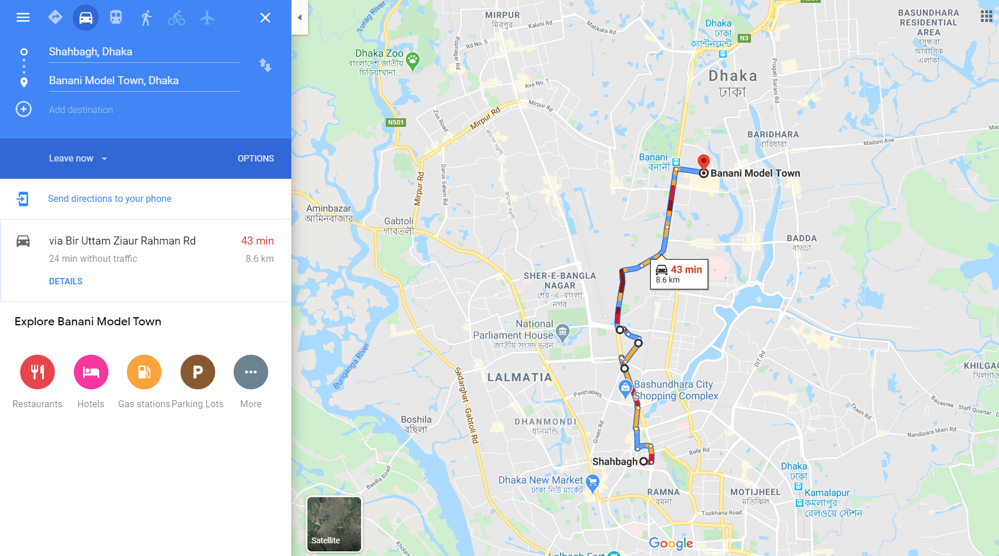 Shahbagh, Dhaka
Banani Model Town, Dhaka
Add destination
Leave now
OPTIONS
Send directions to your phone
via Bir Uttam Ziaur Rahman Rd
43 min
24 min without traffic
8.6 km
DETAILS
Explore Banani Model Town
Restaurants
Hotels
Gas stations
Parking Lots
More
Turag River
MIRPUR
মিরপুর
Kalshi Rd
Matikata Rd
Rd No. 5
Rupnagar Rd
Dhaka Zoo
বাংলাদেশ জাতীয়
চিড়িয়াখানা...
Dhaka
ঢাকা
ক্যান্টনমেন্ট
N3
BASUNDHARA
RESIDENTIAL
AREA
বসুন্ধরা
আবাসিক
এলাকা
Dhaka
ঢাকা
Pragati Sarani Rd
Ave No. 1
Mirpur Rd
Zoo Road
Mirpur Rd
N501
BARIDHARA
বারিধারা
Madani Ave
Banani
বনানী
Banani Model Town
Mirpur Rd
Darus Salam Rd
Aminbazar
আমিনবাজার
Gabtoli
গাবতলী
BADDA
বাড্ডা
43 min
8.6 km
SHER-E-BANGLA
NAGAR
শের-এ-বাংলা
নগর
National
Parliament House
জাতীয় সংসদ ভবন
Buriganga River
DIT Rd
KHILGAO
খিলগাও
LALMATIA
Sadarghat - Gabtoli Rd
Bashundhara City
Shopping Complex
Panthapath
Banasree - Staff Quarter - D
Boshila
বছিলা
DHANMONDI
ধানমন্ডি
Green Rd
Nandipara Main Rd
Baily Rd
Shahbagh
Basilla Road
Dhaka New Market
ঢাকা নিউ মার্কেট
RAMNA
রমনা
MOTIJHEEL
মতিঝিল
Dhaka
ঢাকা
Kamalapur
কমলাপুর
রেলওয়ে স্টেশন
Topkhana Road
Satellite
Google
Lalbagh Fort